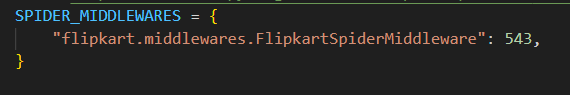 SPIDER_MIDDLEWARES = {
    "flipkart.middlewares.FlipkartSpiderMiddleware": 543,
}